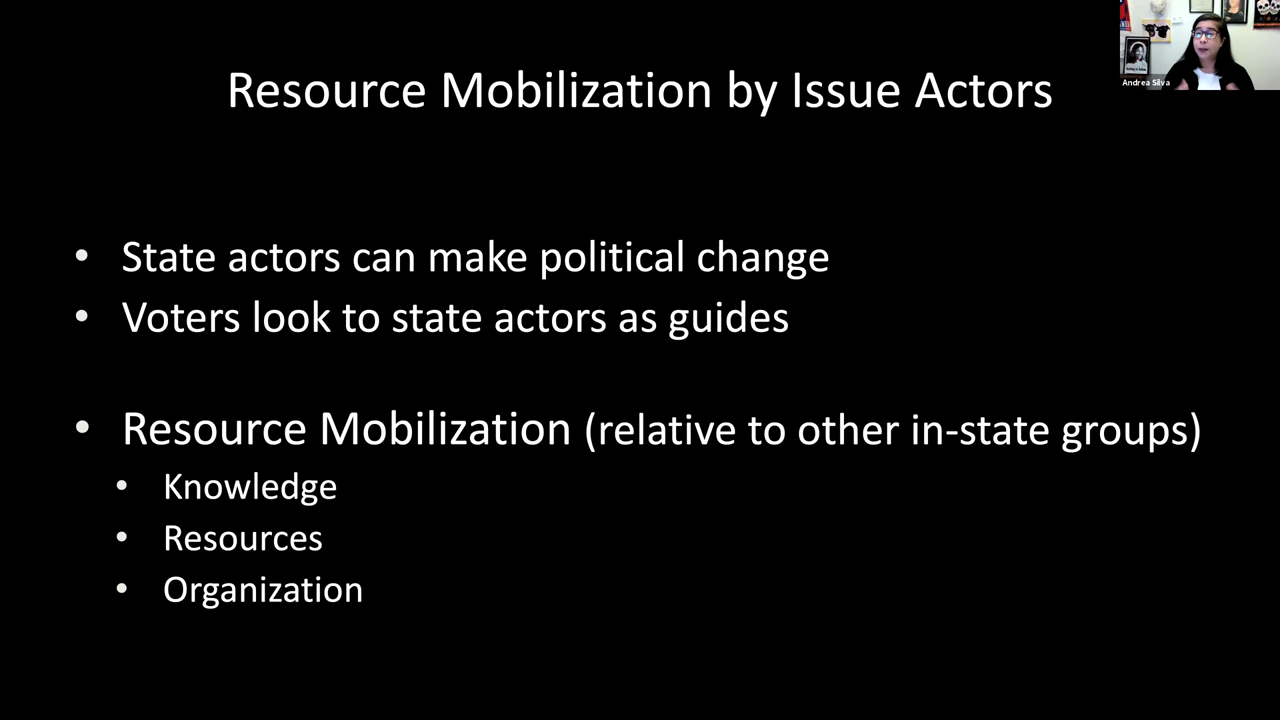 Resource Mobilization by Issue Actors
Andrea Silva
• State actors can make political change
• Voters look to state actors as guides
• Resource Mobilization (relative to other in-state groups)
• Knowledge
• Resources
• Organization